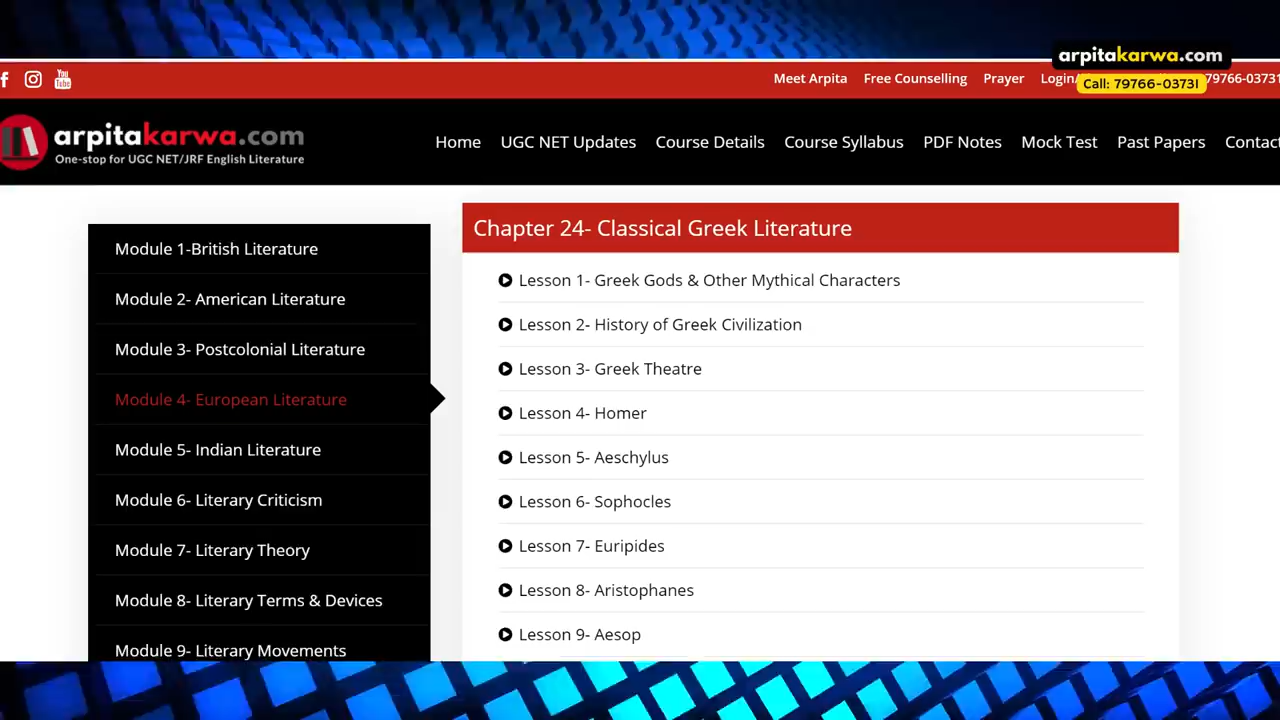 arpitakarwa.com
Call: 79766-03731
Meet Arpita Free Counselling Prayer 79766-03731
arpitakarwa.com
One-stop for UGC NET/JRF English Literature
Home UGC NET Updates Course Details Course Syllabus PDF Notes Mock Test Past Papers Contact
Module 1-British Literature
Module 2- American Literature
Module 3- Postcolonial Literature
Module 4- European Literature
Module 5- Indian Literature
Module 6- Literary Criticism
Module 7- Literary Theory
Module 8- Literary Terms & Devices
Module 9- Literary Movements
Chapter 24- Classical Greek Literature
Lesson 1- Greek Gods & Other Mythical Characters
Lesson 2- History of Greek Civilization
Lesson 3- Greek Theatre
Lesson 4- Homer
Lesson 5- Aeschylus
Lesson 6- Sophocles
Lesson 7- Euripides
Lesson 8- Aristophanes
Lesson 9- Aesop